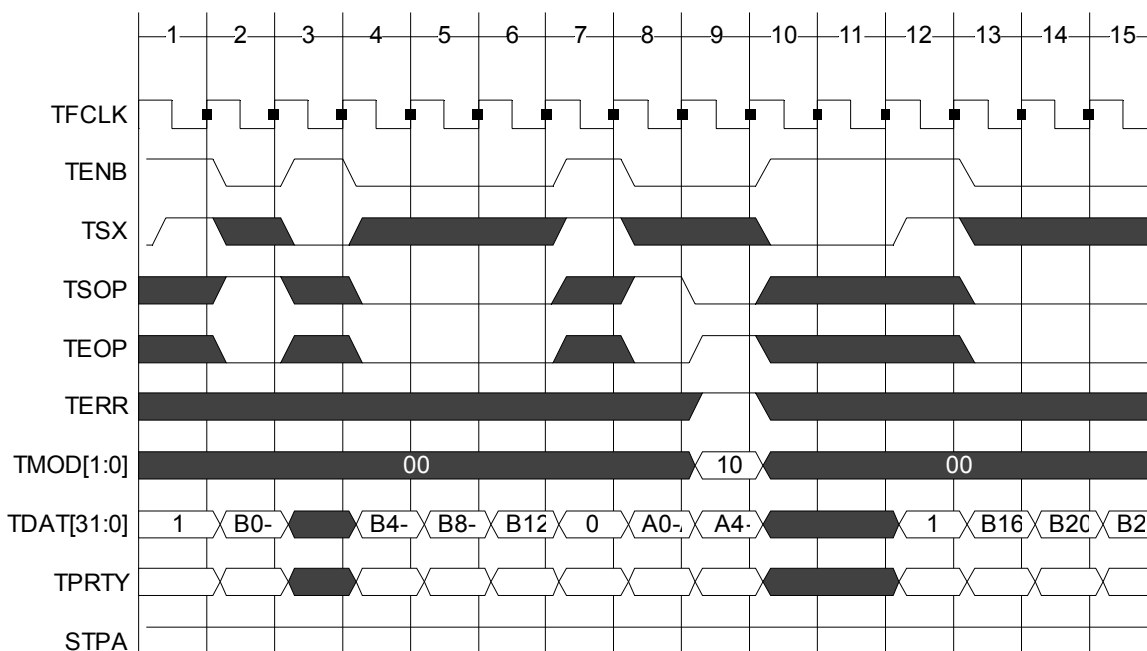 1 2 3 4 5 6 7 8 9 10 11 12 13 14 15
TFCLK
TENB
TSX
TSOP
TEOP
TERR
TMOD[1:0] 00 10 00
TDAT[31:0] 1 B0- B4- B8- B12 0 A0- A4- 1 B16 B20 B2
TPRTY
STPA